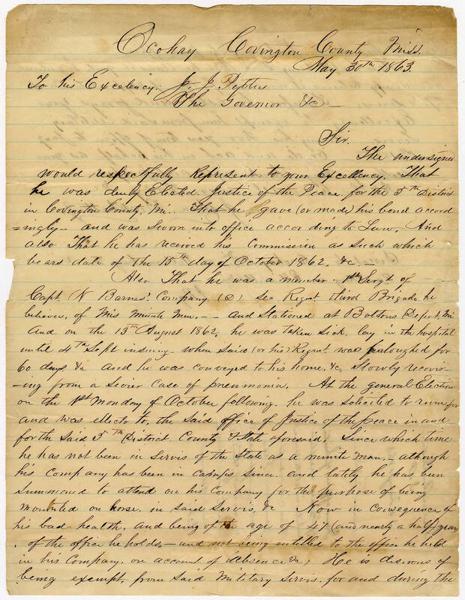 Ocohay Covington County Miss.
May 30th 1863.
To his Excelency. J. J. Pettus
The Governor &c –
Sir.
The undersigned
would respectfully Represent to your Excellency. That
he was duly Elected Justice of the Peace for the 5th District
in Covington County, Mi. That he gave (or made) his bond accord
-ingly – and was sworn into office according to Law. And
also That he has received his Commission as such which
bears date of the 15th day of October 1862. &c
Also That he was a member – 1st Sergt of
Capt. N Barnes' Company (C) Regmt third Brigade he
believes, of Miss Minute Men – and Stationed at Boltons Depot Mi
And on the 15th August 1862, he was taken Sick, lay in the hospital
until 4th Sept insuing when Said (or his) Regmt. was furloughed for
60 days &c and he was conveyed to his home, &c Slowly recover
-ing from a Sevier Case of pneumonia. At the general Election
on the 1st Monday of October following he was solicited to run for
and was elected to, the Said office of Justice of the peace in and
for the Said 5th District County & State aforesaid. Since which time
he has not been in Servis of the State as a minute man – although
his Company has been in camps since and lately he has been
Summound to attend on his Company for the purpose of being
mounted on horse in Said Servis, &c Now in consequence of
his bad health, and being of the age of 47 (and nearly a half) years
of the office he holds – and not being entitled to the office he held
in his Company on account of Absence &c, Hee is desirous of
being exempt, from Said Military Servis, for and during the